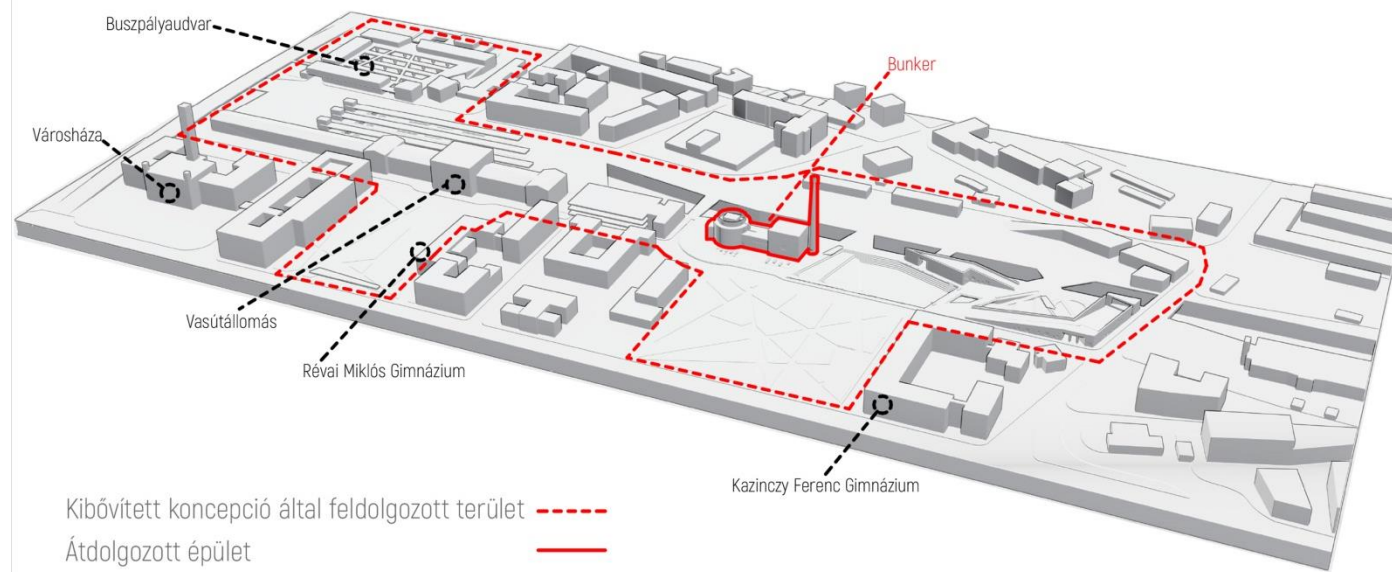 Buszpályaudvar
Bunker
Városháza
Vasútállomás
Révai Miklós Gimnázium
Kazinczy Ferenc Gimnázium
Kibővített koncepció által feldolgozott terület
Átdolgozott épület